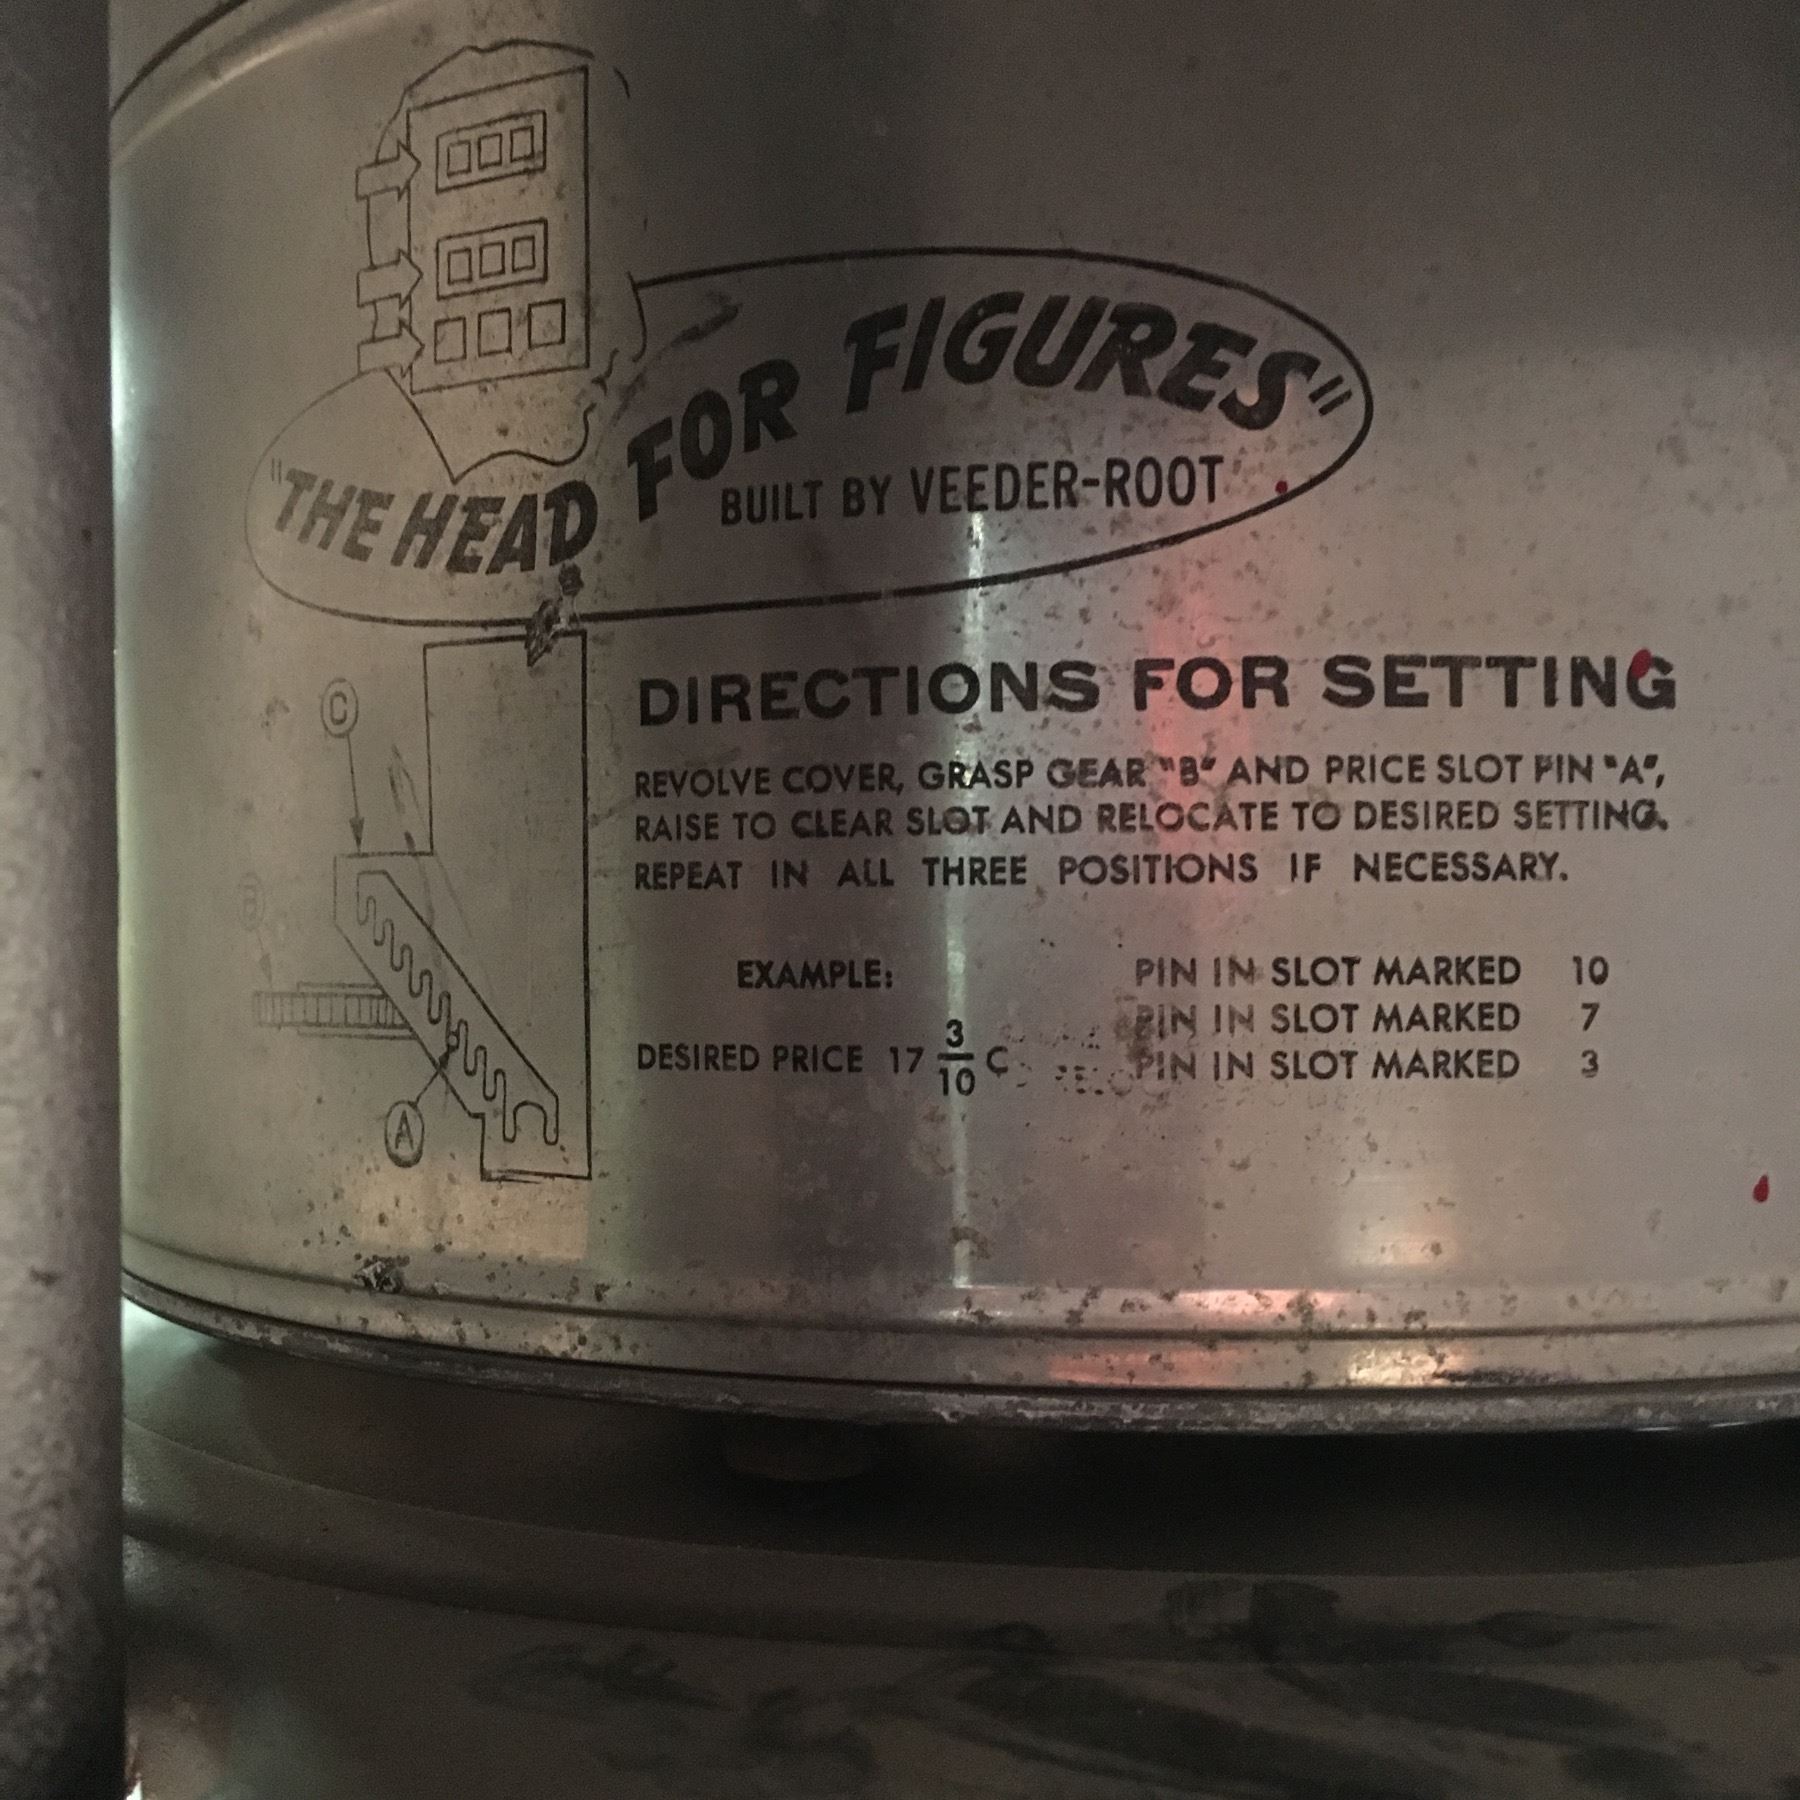 "THE HEAD FOR FIGURES"
BUILT BY VEEDER-ROOT
DIRECTIONS FOR SETTING
REVOLVE COVER, GRASP GEAR "B" AND PRICE SLOT PIN "A",
RAISE TO CLEAR SLOT AND RELOCATE TO DESIRED SETTING.
REPEAT IN ALL THREE POSITIONS IF NECESSARY.
EXAMPLE:
DESIRED PRICE 17 3/10 C
PIN IN SLOT MARKED 10
PIN IN SLOT MARKED 7
PIN IN SLOT MARKED 3
C
B
A